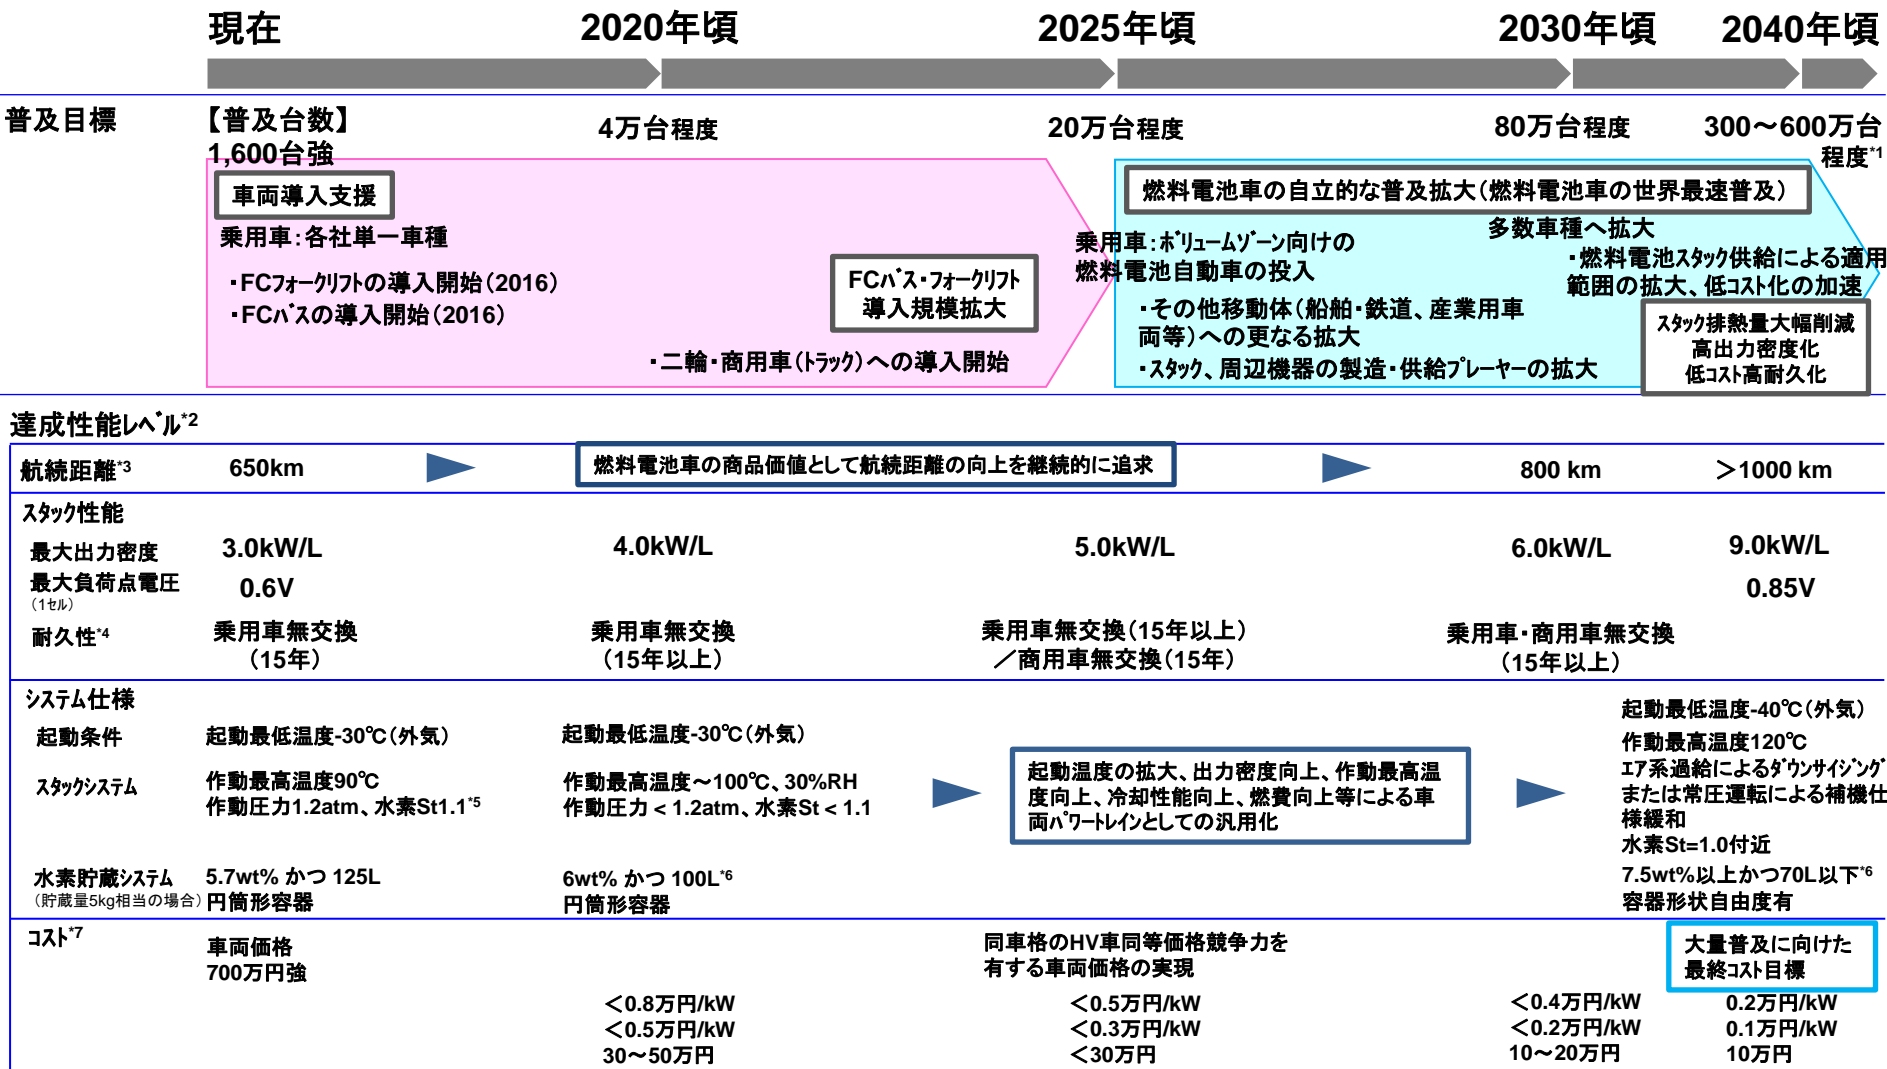 現在 2020年頃 2025年頃 2030年頃 2040年頃
普及目標
【普及台数】
1,600台強
4万台程度
20万台程度
80万台程度
300～600万台
程度*1
車両導入支援
乗用車：各社単一車種
・FCフォークリフトの導入開始（2016）
・FCバスの導入開始（2016）
FCバス・フォークリフト
導入規模拡大
・二輪・商用車（トラック）への導入開始
燃料電池車の自立的な普及拡大（燃料電池車の世界最速普及）
乗用車：ボリュームゾーン向けの
燃料電池自動車の投入
多数車種へ拡大
・燃料電池スタック供給による適用
範囲の拡大、低コスト化の加速
・その他移動体（船舶・鉄道、産業用車
両等）への更なる拡大
・スタック、周辺機器の製造・供給プレーヤーの拡大
スタック排熱量大幅削減
高出力密度化
低コスト高耐久化
達成性能レベル*2
航続距離*3
650km
燃料電池車の商品価値として航続距離の向上を継続的に追求
800 km
＞1000 km
スタック性能
最大出力密度
3.0kW/L
4.0kW/L
5.0kW/L
6.0kW/L
9.0kW/L
最大負荷点電圧
（1セル）
0.6V
0.85V
耐久性*4
乗用車無交換
（15年）
乗用車無交換
（15年以上）
乗用車無交換（15年以上）
／商用車無交換（15年）
乗用車・商用車無交換
（15年以上）
システム仕様
起動条件
起動最低温度-30℃（外気）
起動最低温度-30℃（外気）
起動最低温度-40℃（外気）
スタックシステム
作動最高温度90℃
作動圧力1.2atm、水素St1.1*5
作動最高温度～100℃、30%RH
作動圧力＜1.2atm、水素St＜1.1
起動温度の拡大、出力密度向上、作動最高温
度向上、冷却性能向上、燃費向上等による車
両パワートレインとしての汎用化
作動最高温度120℃
エア系過給によるダウンサイジング
または常圧運転による補機仕
様緩和
水素St=1.0付近
水素貯蔵システム
（貯蔵量5kg相当の場合）
5.7wt% かつ 125L
円筒形容器
6wt% かつ 100L*6
円筒形容器
7.5wt%以上かつ70L以下*6
容器形状自由度有
コスト*7
車両価格
700万円強
同車格のHV車同等価格競争力を
有する車両価格の実現
大量普及に向けた
最終コスト目標
＜0.8万円/kW ＜0.5万円/kW ＜0.4万円/kW 0.2万円/kW
＜0.5万円/kW ＜0.3万円/kW ＜0.2万円/kW 0.1万円/kW
30～50万円 ＜30万円 10～20万円 10万円